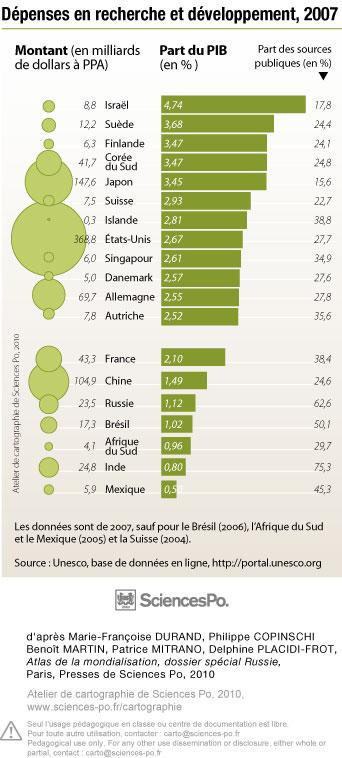 Dépenses en recherche et développement, 2007
Montant (en milliards de dollars à PPA)
Part du PIB (en % )
Part des sources publiques (en %)
8,8 Israël 4,74 17,8
12,2 Suède 3,68 24,4
6,3 Finlande 3,47 24,1
41,7 Corée du Sud 3,47 24,8
147,6 Japon 3,45 15,6
7,5 Suisse 2,93 22,7
0,3 Islande 2,81 38,8
368,8 États-Unis 2,67 27,7
6,0 Singapour 2,61 34,9
5,0 Danemark 2,57 27,6
69,7 Allemagne 2,55 27,8
7,8 Autriche 2,52 35,6
43,3 France 2,10 38,4
104,9 Chine 1,49 24,6
23,5 Russie 1,12 62,6
17,3 Brésil 1,02 50,1
4,1 Afrique du Sud 0,96 29,7
24,8 Inde 0,80 75,3
5,9 Mexique 0,5 45,3
Atelier de cartographie de Sciences Po, 2010
Les données sont de 2007, sauf pour le Brésil (2006), l'Afrique du Sud
et le Mexique (2005) et la Suisse (2004).
Source : Unesco, base de données en ligne, http://portal.unesco.org
SciencesPo.
d'après Marie-Françoise DURAND, Philippe COPINSCHI
Benoît MARTIN, Patrice MITRANO, Delphine PLACIDI-FROT,
Atlas de la mondialisation, dossier spécial Russie,
Paris, Presses de Sciences Po, 2010
Atelier de cartographie de Sciences Po, 2010,
www.sciences-po.fr/cartographie
Seul l'usage pédagogique en classe ou centre de documentation est libre.
Pour toute autre utilisation, contacter : carto@sciences-po.fr
Pedagogical use only. For any other use dissemination or disclosure, either whole or
partial, contact : carto@sciences-po.fr